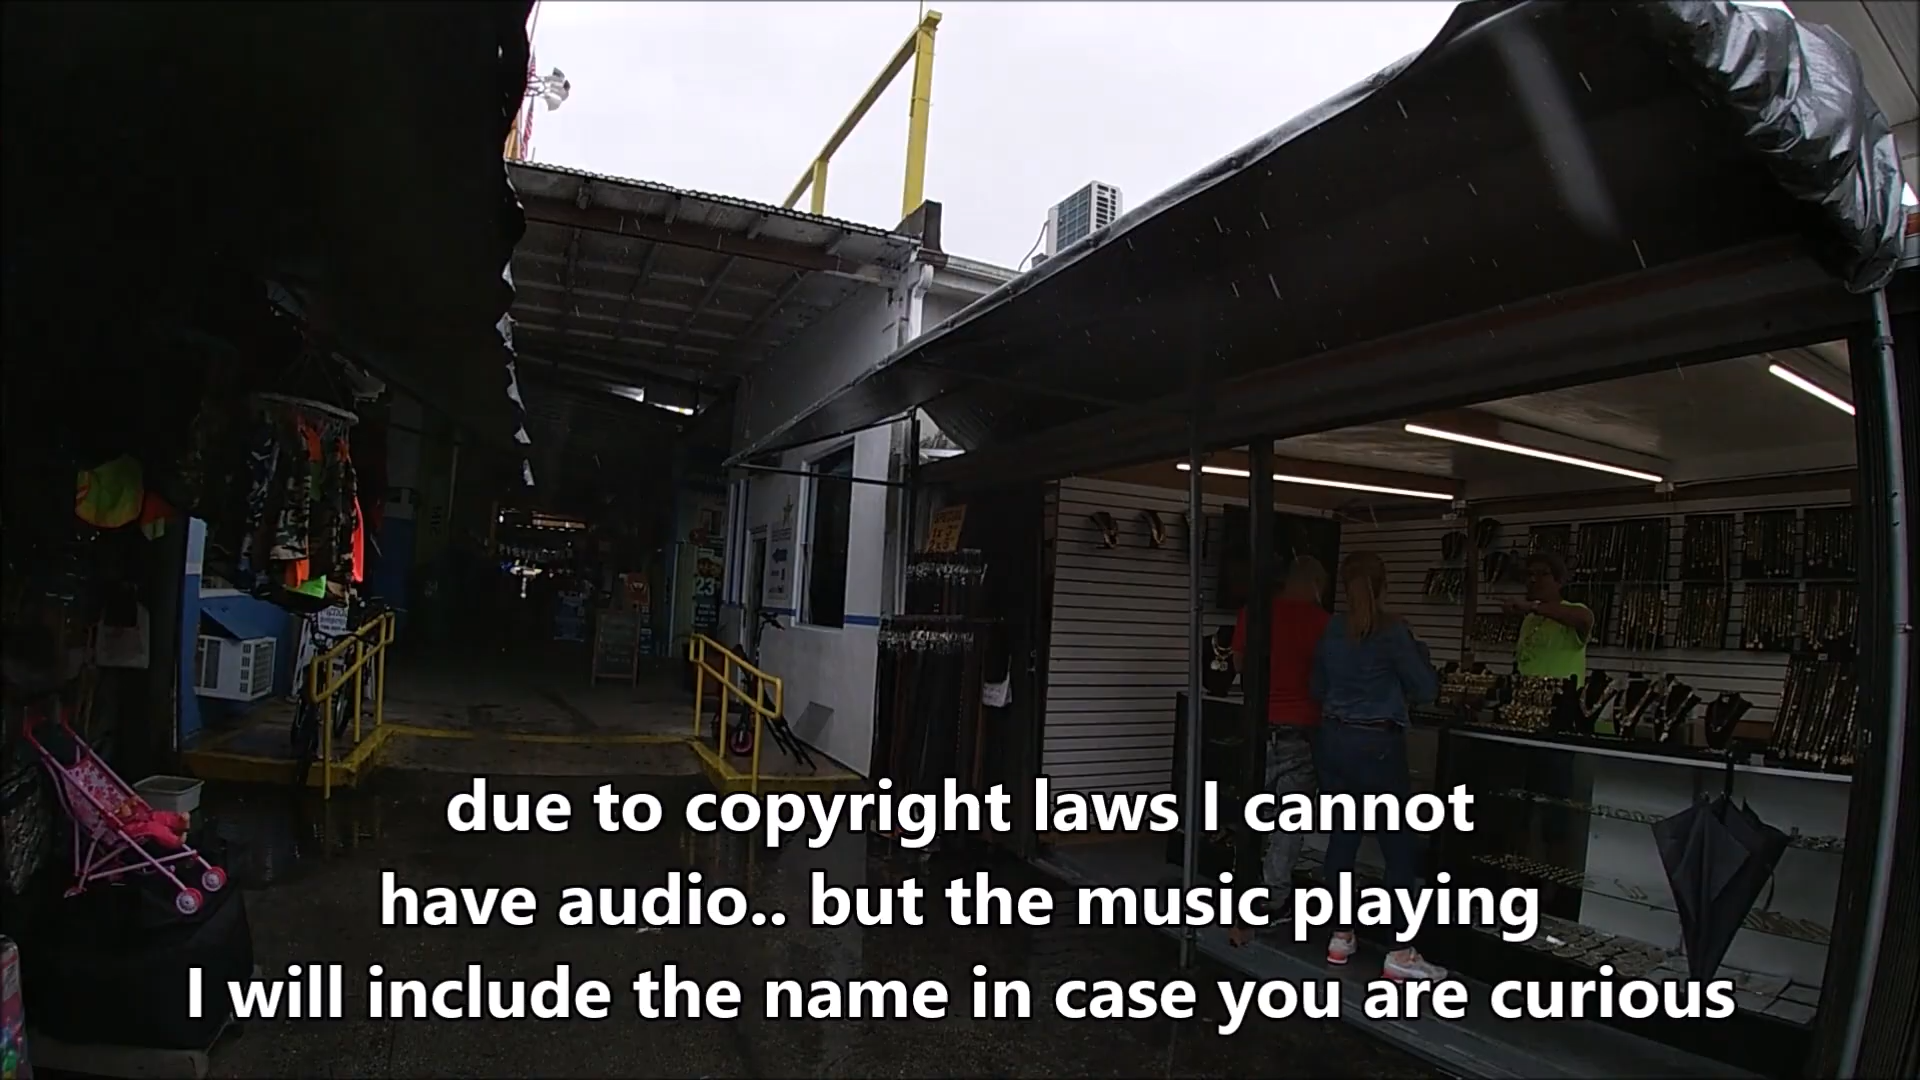 23
due to copyright laws I cannot
have audio.. but the music playing
I will include the name in case you are curious